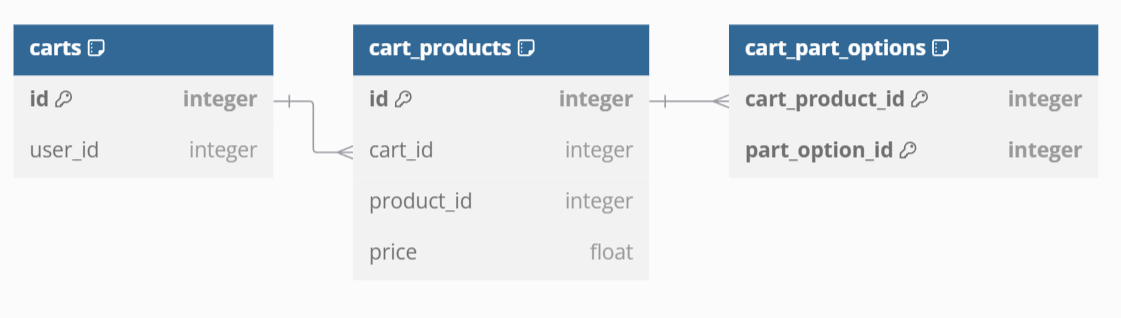 carts
id integer
user_id integer
cart_products
id integer
cart_id integer
product_id integer
price float
cart_part_options
cart_product_id integer
part_option_id integer